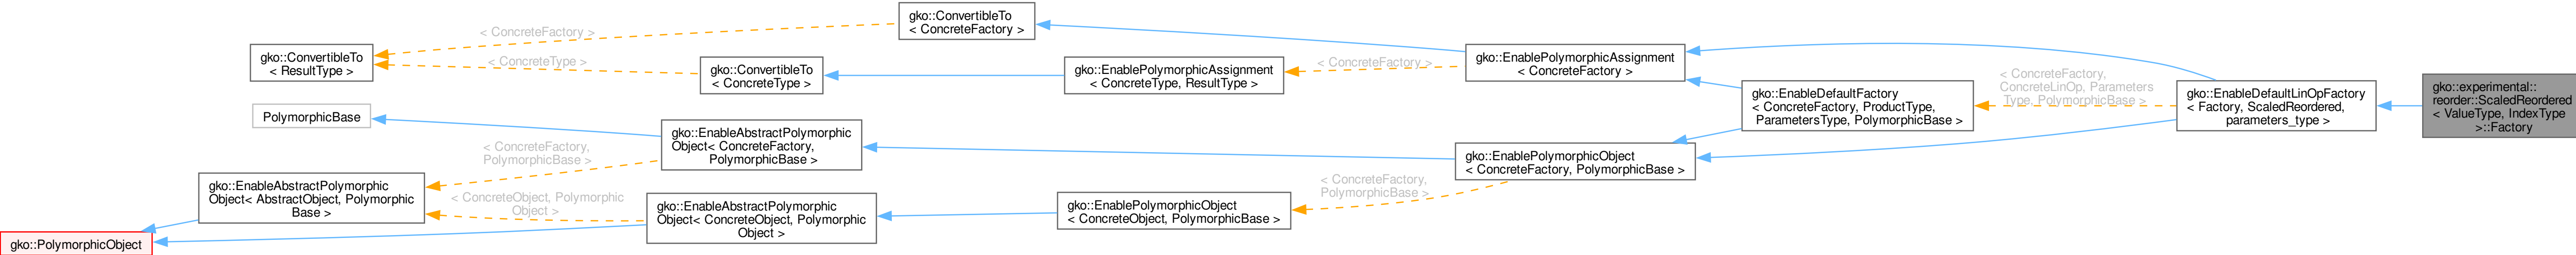 gko::ConvertibleTo
< ConcreteFactory >
< ConcreteFactory >
gko::ConvertibleTo
< ResultType >
< ConcreteType >
gko::ConvertibleTo
< ConcreteType >
gko::EnablePolymorphicAssignment
< ConcreteType, ResultType >
< ConcreteFactory >
gko::EnablePolymorphicAssignment
< ConcreteFactory >
gko::EnableDefaultFactory
< ConcreteFactory, ProductType,
ParametersType, PolymorphicBase >
< ConcreteFactory,
ConcreteLinOp, Parameters
Type, PolymorphicBase >
gko::EnableDefaultLinOpFactory
< Factory, ScaledReordered,
parameters_type >
gko::experimental::
reorder::ScaledReordered
< ValueType, IndexType
>::Factory
PolymorphicBase
gko::EnableAbstractPolymorphic
Object< ConcreteFactory,
PolymorphicBase >
< ConcreteFactory,
PolymorphicBase >
gko::EnablePolymorphicObject
< ConcreteFactory, PolymorphicBase >
gko::EnableAbstractPolymorphic
Object< AbstractObject, Polymorphic
Base >
< ConcreteObject, Polymorphic
Object >
gko::EnableAbstractPolymorphic
Object< ConcreteObject, Polymorphic
Object >
gko::EnablePolymorphicObject
< ConcreteObject, PolymorphicBase >
< ConcreteFactory,
PolymorphicBase >
gko::PolymorphicObject